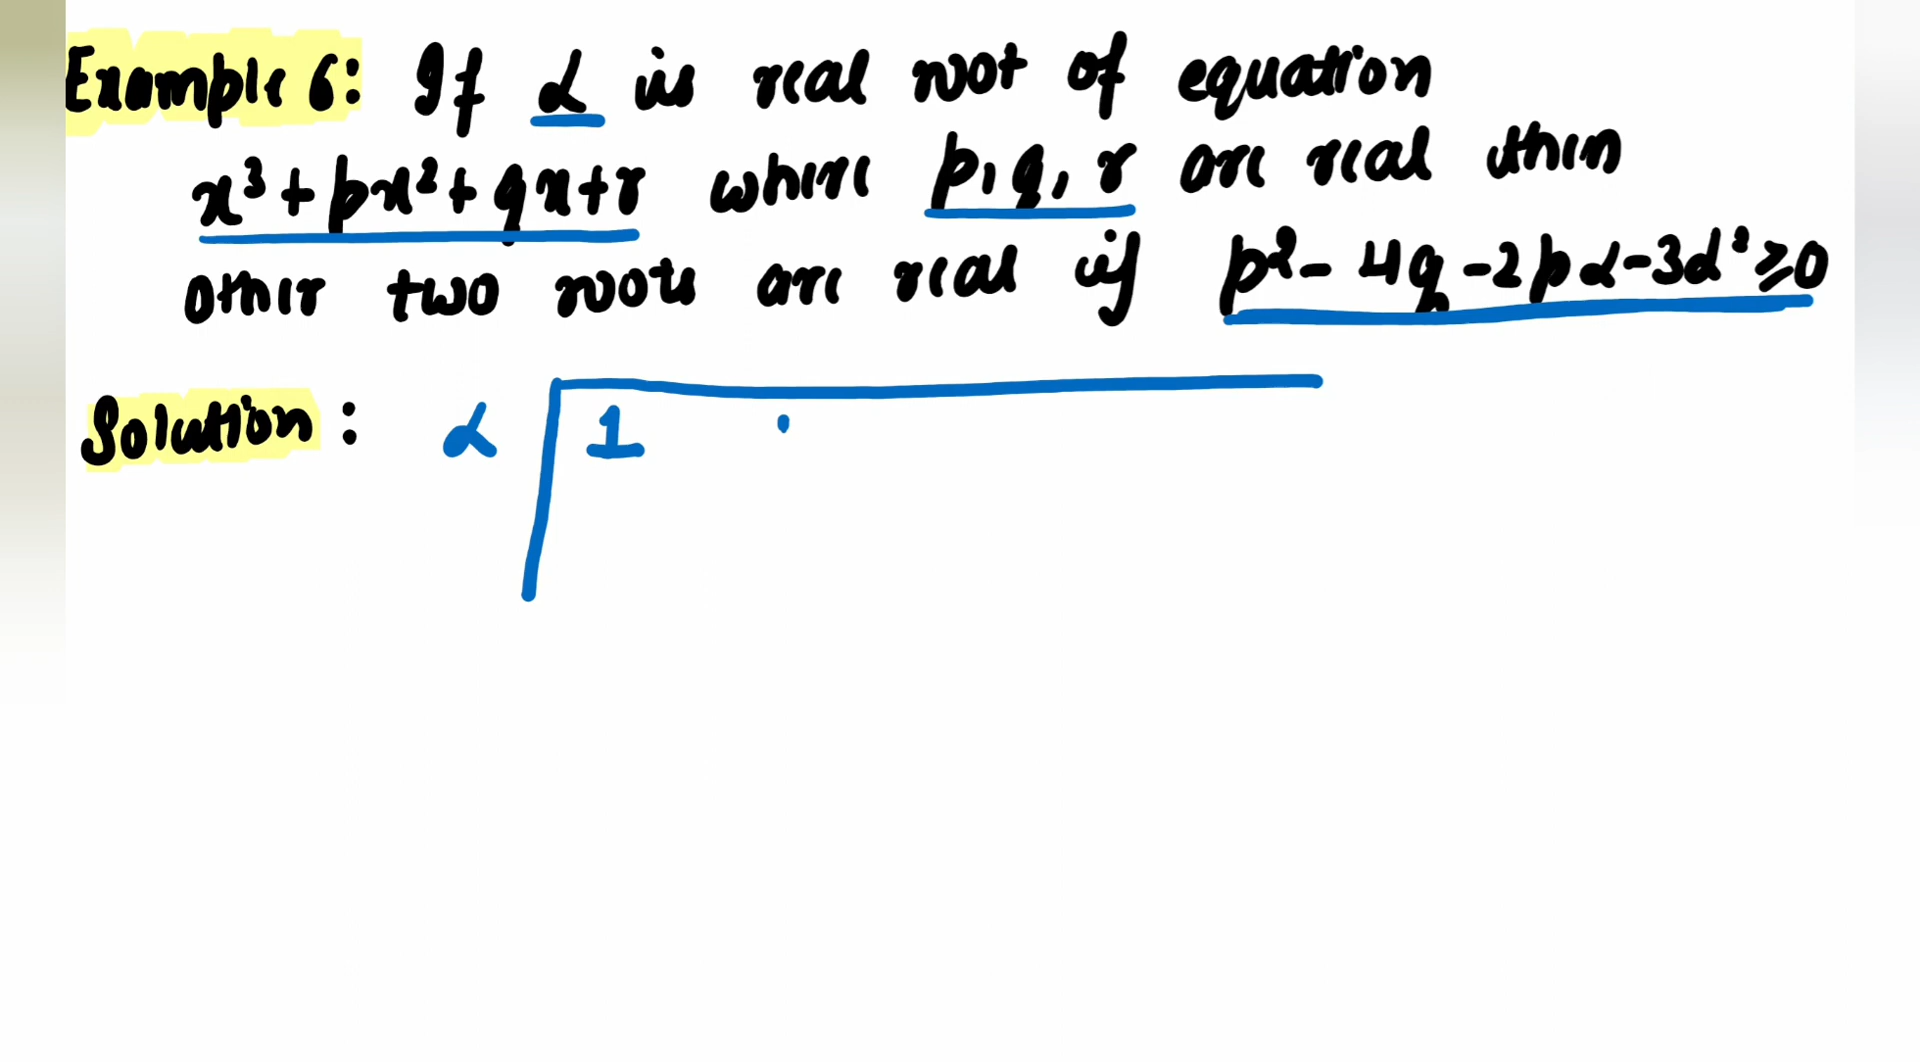 Example 6: If α is real root of equation
x³+px²+qx+r where p, q, r are real then
other two roots are real if p²-4q-2pα-3α²≥0
Solution: α 1